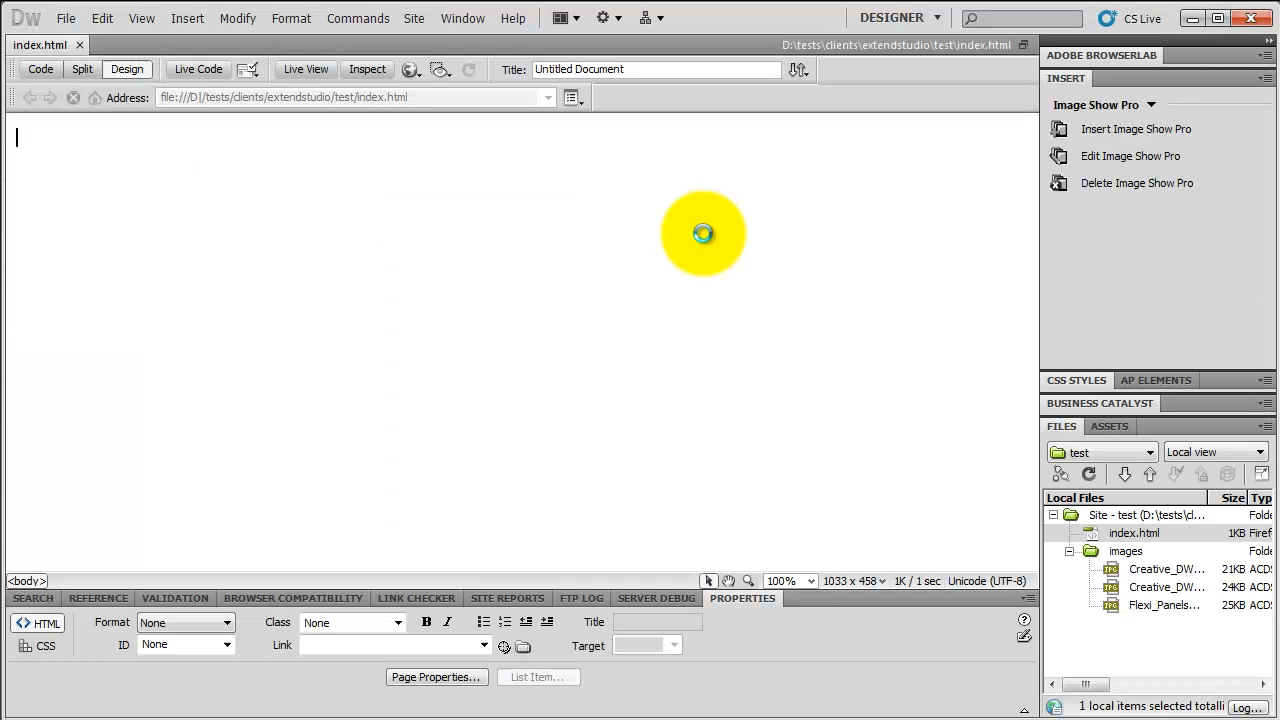 Dw File Edit View Insert Modify Format Commands Site Window Help DESIGNER CS Live
index.html D:\tests\clients\extendstudio\test\index.html
Code Split Design Live Code Live View Inspect Title: Untitled Document
Address: file:///D|/tests/clients/extendstudio/test/index.html
ADOBE BROWSERLAB
INSERT
Image Show Pro
Insert Image Show Pro
Edit Image Show Pro
Delete Image Show Pro
CSS STYLES AP ELEMENTS
BUSINESS CATALYST
FILES ASSETS
test Local view
Local Files Size Typ
Site - test (D:\tests\cl... Folde
index.html 1KB Firef
images Folde
Creative_DW... 21KB ACDS
Creative_DW... 24KB ACDS
Flexi_Panels... 25KB ACDS
1 local items selected totalli Log...
<body> 100% 1033 x 458 1K / 1 sec Unicode (UTF-8)
SEARCH REFERENCE VALIDATION BROWSER COMPATIBILITY LINK CHECKER SITE REPORTS FTP LOG SERVER DEBUG PROPERTIES
<> HTML Format None Class None B I Title
CSS ID None Link Target
Page Properties... List Item...